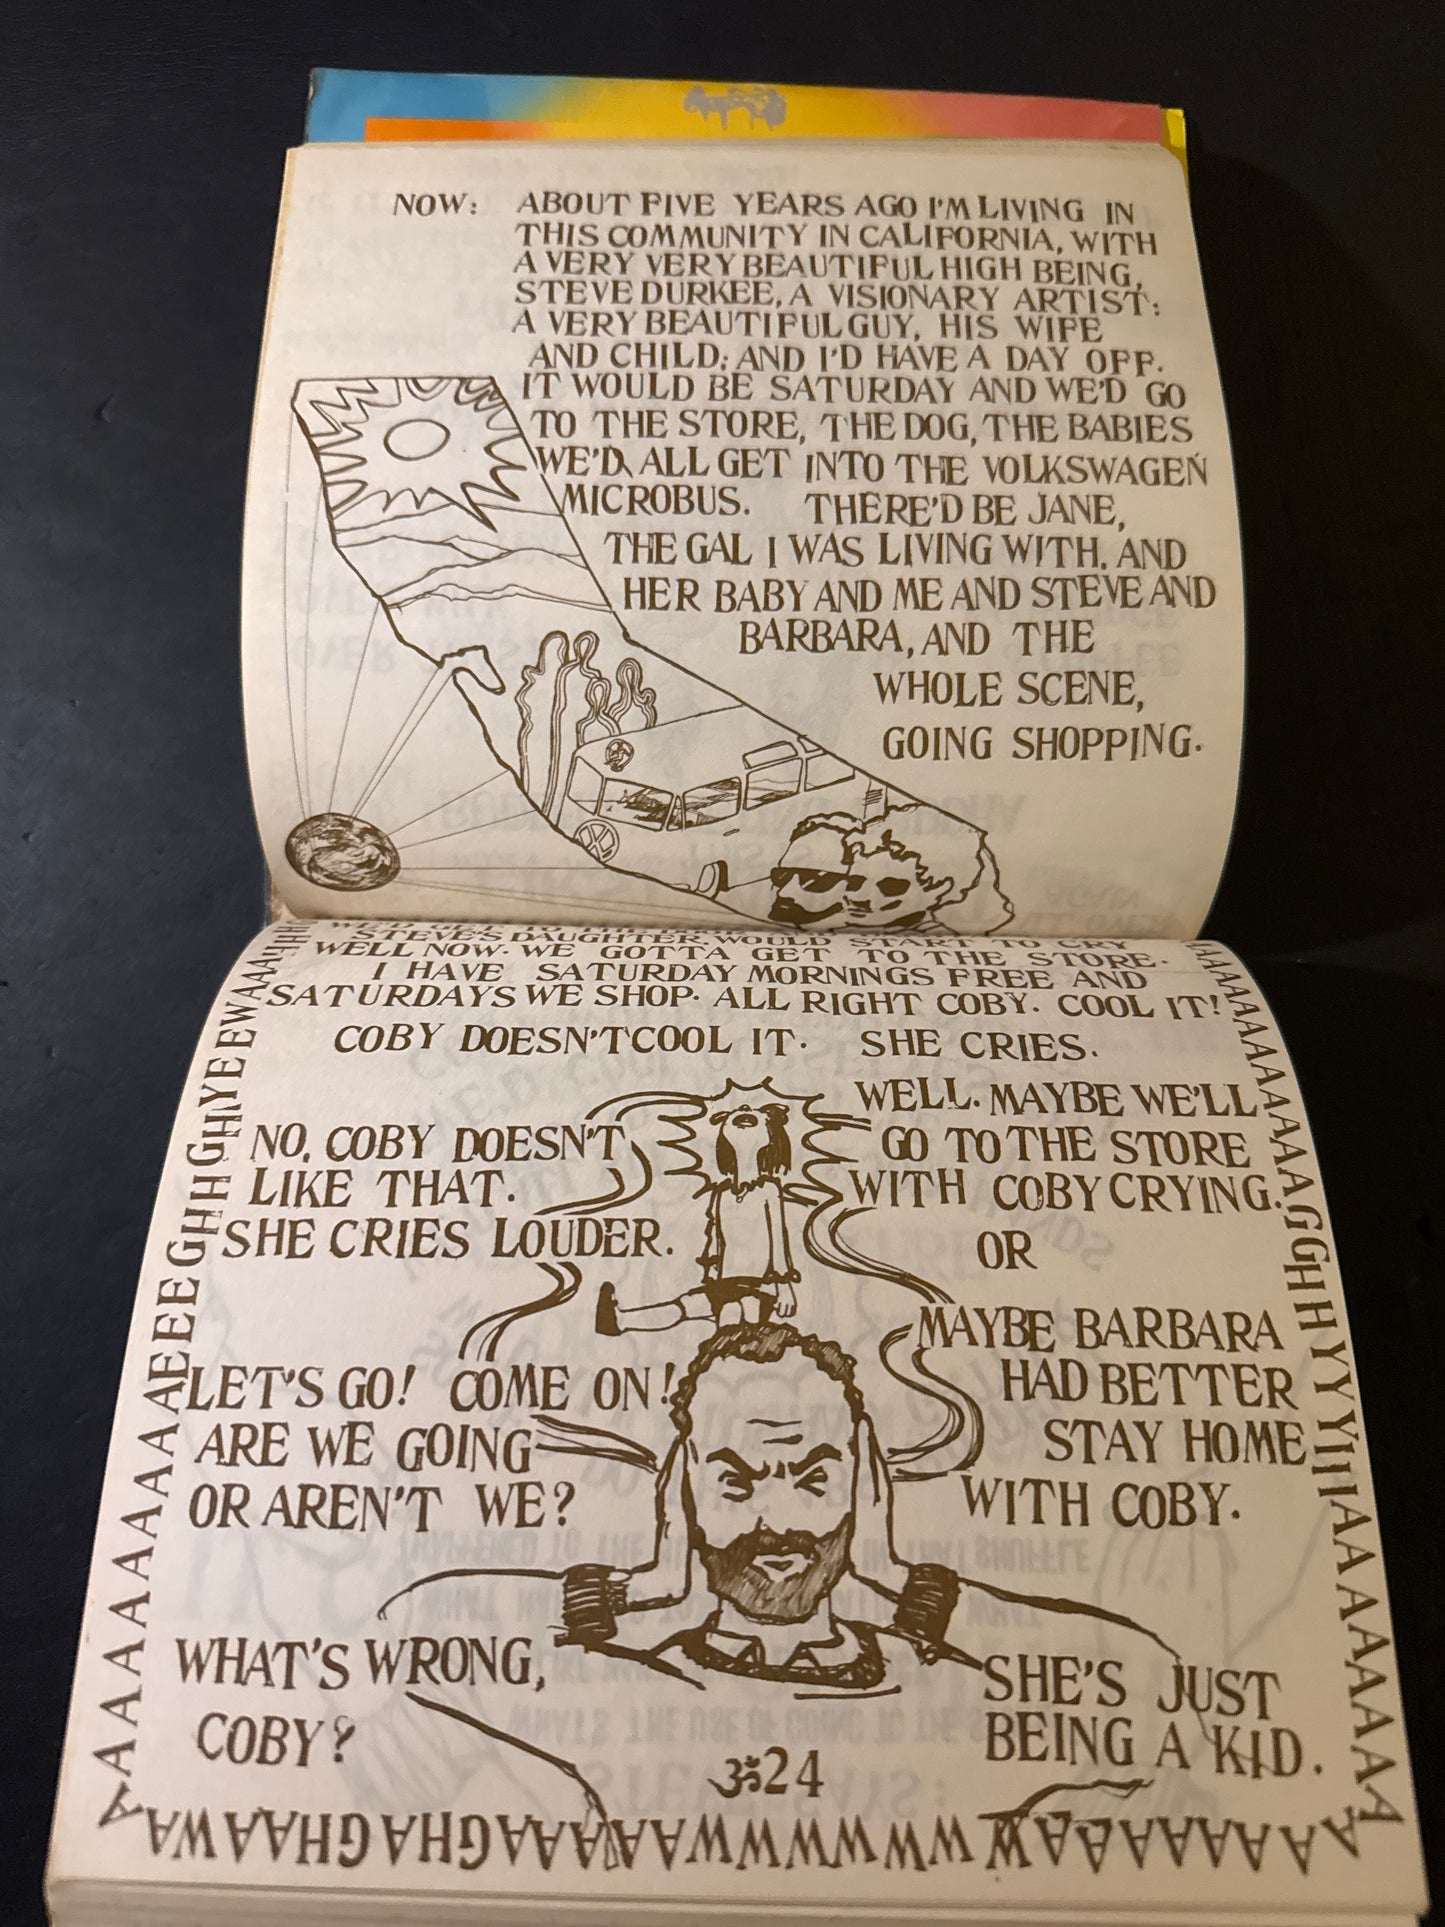 NOW: ABOUT FIVE YEARS AGO I'M LIVING IN
THIS COMMUNITY IN CALIFORNIA, WITH
A VERY VERY BEAUTIFUL HIGH BEING,
STEVE DURKEE, A VISIONARY ARTIST:
A VERY BEAUTIFUL GUY, HIS WIFE
AND CHILD; AND I'D HAVE A DAY OFF.
IT WOULD BE SATURDAY AND WE'D GO
TO THE STORE, THE DOG, THE BABIES
WE'D ALL GET INTO THE VOLKSWAGEN
MICROBUS. THERE'D BE JANE,
THE GAL I WAS LIVING WITH, AND
HER BABY AND ME AND STEVE AND
BARBARA, AND THE
WHOLE SCENE,
GOING SHOPPING.
STEVE'S DAUGHTER, WOULD START TO CRY
WELL NOW. WE GOTTA GET TO THE STORE.
I HAVE SATURDAY MORNINGS FREE AND
SATURDAYS WE SHOP. ALL RIGHT COBY. COOL IT!
COBY DOESN'T COOL IT. SHE CRIES.
WELL. MAYBE WE'LL
GO TO THE STORE
WITH COBY CRYING.
OR
NO, COBY DOESN'T
LIKE THAT.
SHE CRIES LOUDER.
MAYBE BARBARA
HAD BETTER
STAY HOME
WITH COBY.
LET'S GO! COME ON!
ARE WE GOING
OR AREN'T WE?
WHAT'S WRONG,
COBY?
SHE'S JUST
BEING A KID.
ॐ24